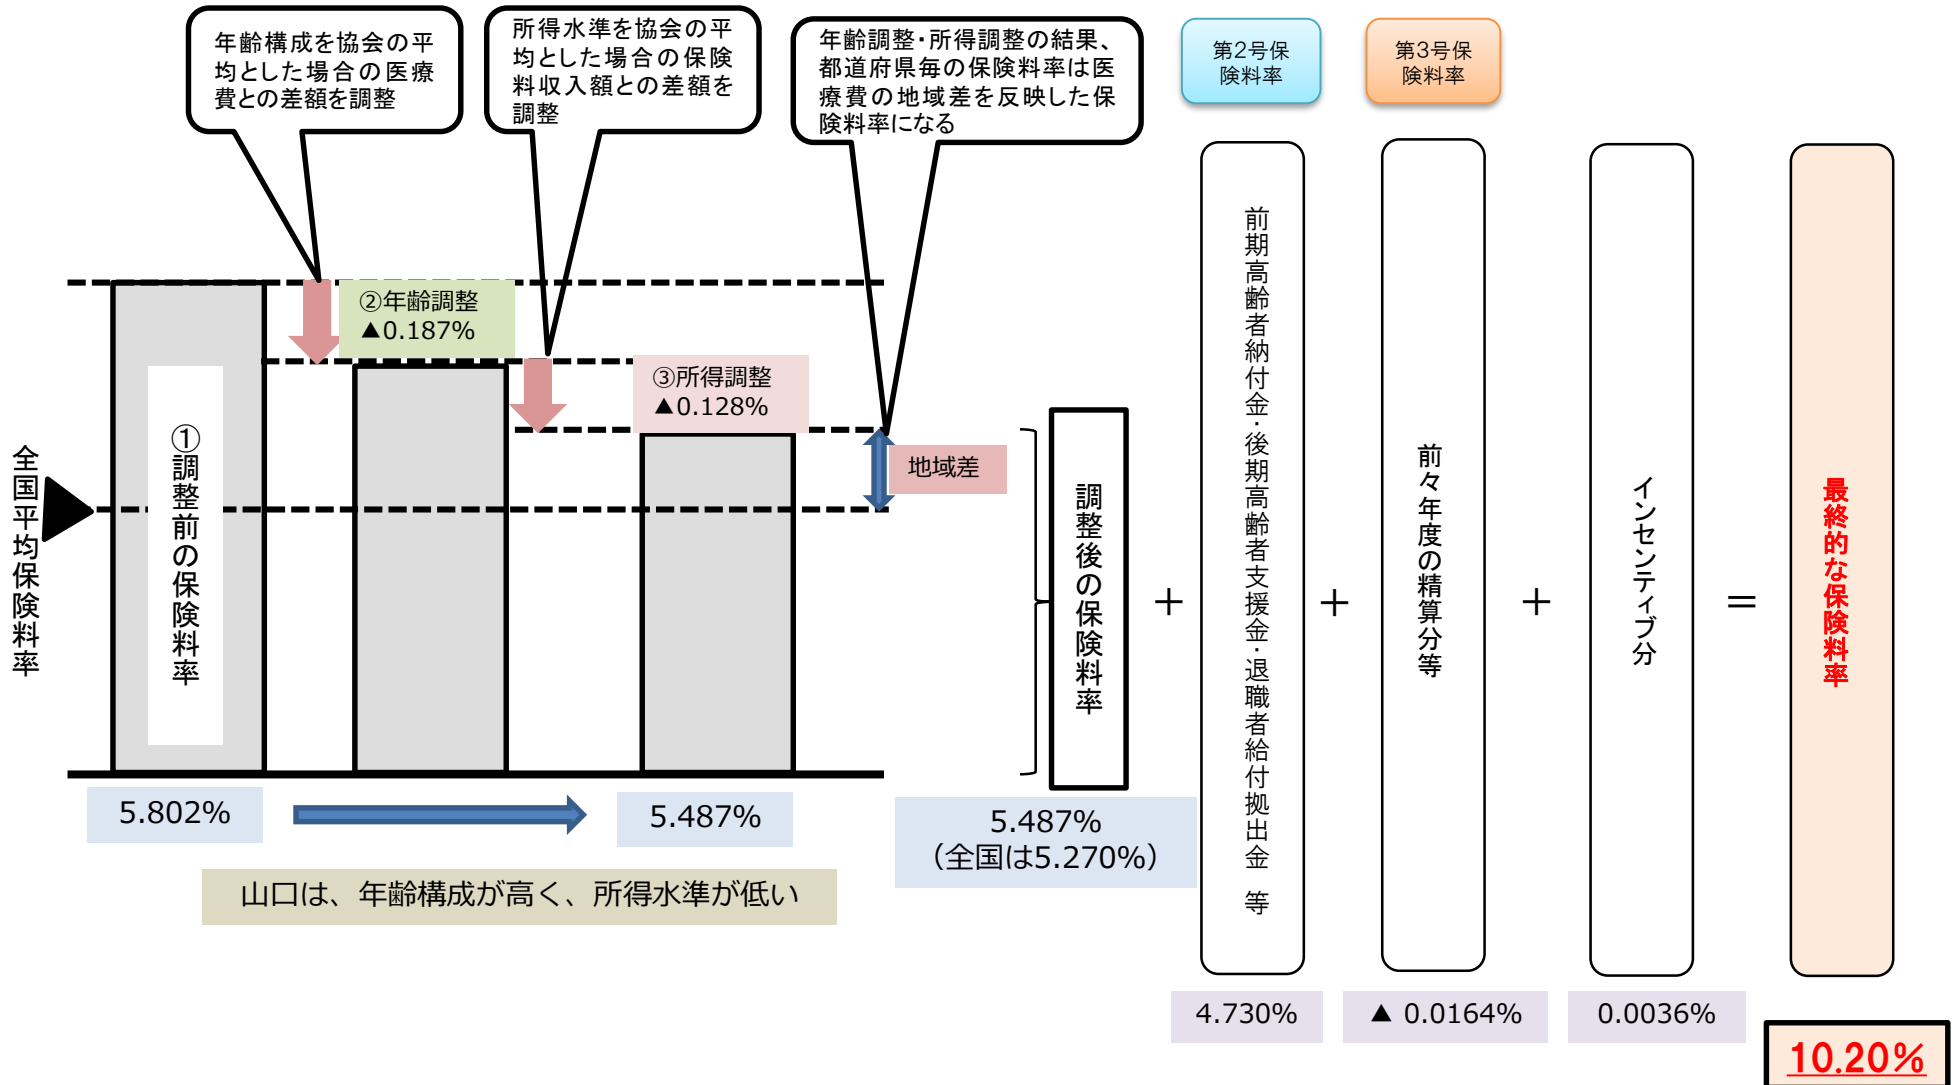 年齢構成を協会の平
均とした場合の医療
費との差額を調整
所得水準を協会の平
均とした場合の保険
料収入額との差額を
調整
年齢調整・所得調整の結果、
都道府県毎の保険料率は医
療費の地域差を反映した保
険料率になる
第2号保
険料率
第3号保
険料率
②年齢調整
▲0.187%
③所得調整
▲0.128%
地域差
全国平均保険料率
①調整前の保険料率
調整後の保険料率
＋
前期高齢者納付金・後期高齢者支援金・退職者給付拠出金 等
＋
前々年度の精算分等
＋
インセンティブ分
＝
最終的な保険料率
5.802%
5.487%
5.487%
（全国は5.270%）
山口は、年齢構成が高く、所得水準が低い
4.730%
▲ 0.0164%
0.0036%
10.20%